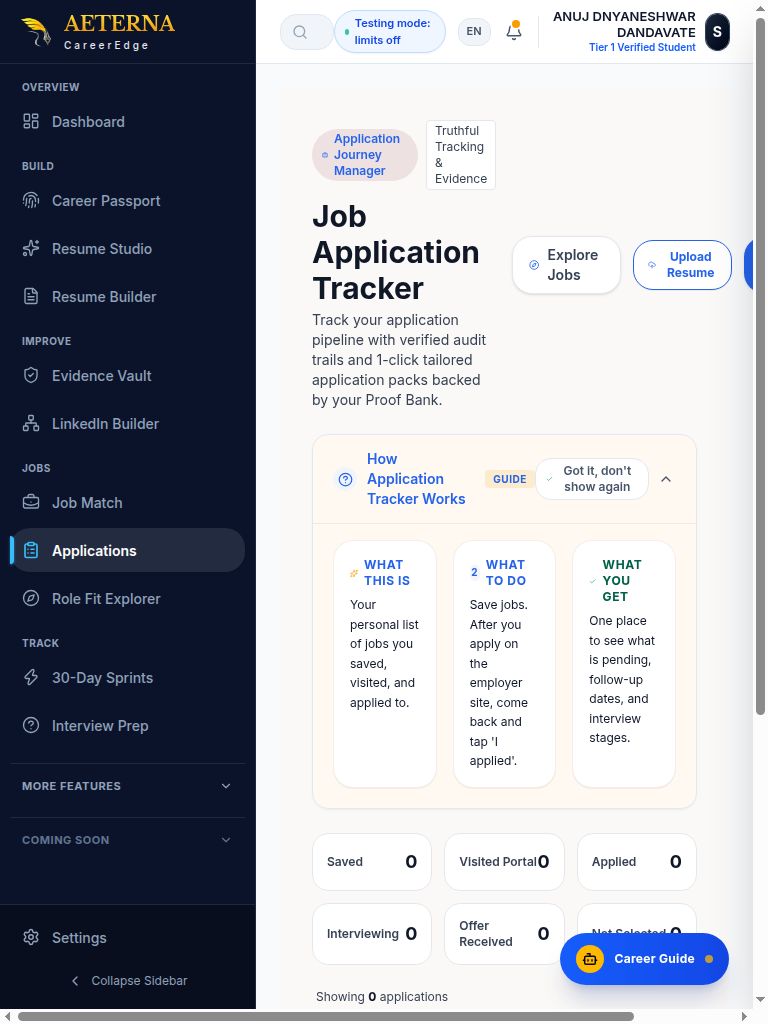 AETERNA
CareerEdge
OVERVIEW
Dashboard
BUILD
Career Passport
Resume Studio
Resume Builder
IMPROVE
Evidence Vault
LinkedIn Builder
JOBS
Job Match
Applications
Role Fit Explorer
TRACK
30-Day Sprints
Interview Prep
MORE FEATURES
COMING SOON
Settings
Collapse Sidebar
Testing mode:
limits off
EN
ANUJ DNYANESHWAR
DANDAVATE
Tier 1 Verified Student
S
Application
Journey
Manager
Truthful
Tracking
&
Evidence
Job
Application
Tracker
Track your application
pipeline with verified audit
trails and 1-click tailored
application packs backed
by your Proof Bank.
Explore
Jobs
Upload
Resume
How
Application
Tracker Works
GUIDE
Got it, don't
show again
WHAT
THIS IS
Your
personal list
of jobs you
saved,
visited, and
applied to.
2
WHAT
TO DO
Save jobs.
After you
apply on
the
employer
site, come
back and
tap 'I
applied'.
WHAT
YOU
GET
One place
to see what
is pending,
follow-up
dates, and
interview
stages.
Saved 0
Visited Portal 0
Applied 0
Interviewing 0
Offer
Received 0
Not Selected 0
Career Guide
Showing 0 applications